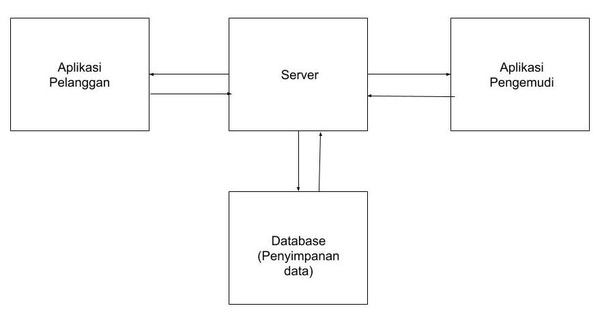 Aplikasi
Pelanggan
Server
Aplikasi
Pengemudi
Database
(Penyimpanan
data)